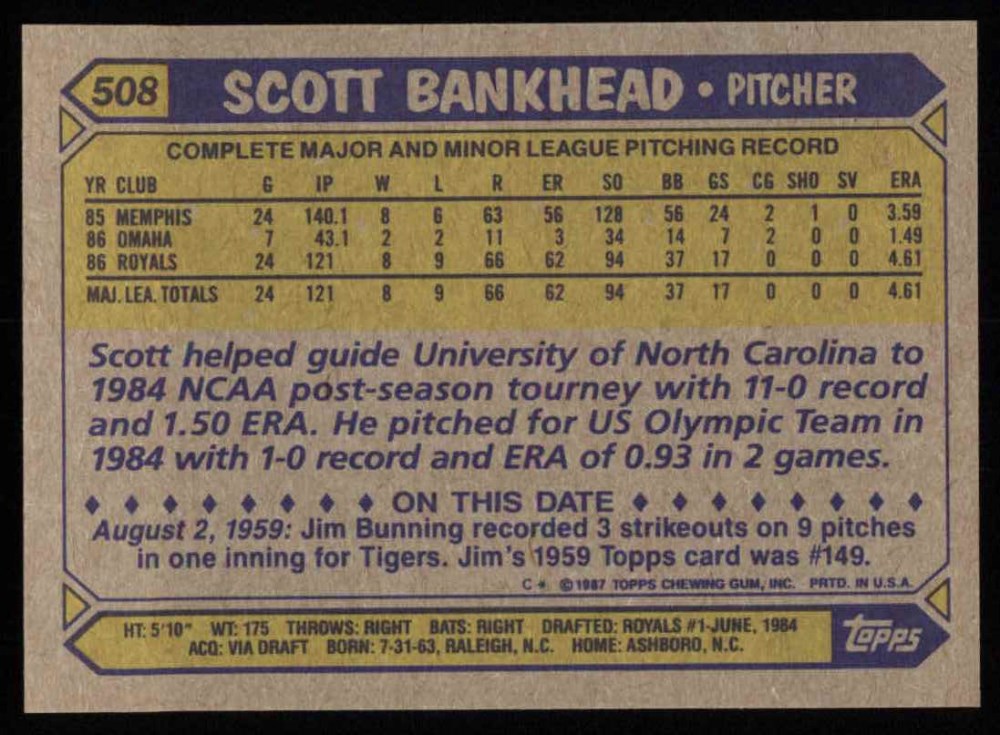 508 SCOTT BANKHEAD • PITCHER
COMPLETE MAJOR AND MINOR LEAGUE PITCHING RECORD
YR CLUB G IP W L R ER SO BB GS CG SHO SV ERA
85 MEMPHIS 24 140.1 8 6 63 56 128 56 24 2 1 0 3.59
86 OMAHA 7 43.1 2 2 11 3 34 14 7 2 0 0 1.49
86 ROYALS 24 121 8 9 66 62 94 37 17 0 0 0 4.61
MAJ. LEA. TOTALS 24 121 8 9 66 62 94 37 17 0 0 0 4.61
Scott helped guide University of North Carolina to
1984 NCAA post-season tourney with 11-0 record
and 1.50 ERA. He pitched for US Olympic Team in
1984 with 1-0 record and ERA of 0.93 in 2 games.
♦ ♦ ♦ ♦ ♦ ♦ ♦ ♦ ON THIS DATE ♦ ♦ ♦ ♦ ♦ ♦ ♦ ♦
August 2, 1959: Jim Bunning recorded 3 strikeouts on 9 pitches
in one inning for Tigers. Jim's 1959 Topps card was #149.
C* ©1987 TOPPS CHEWING GUM, INC. PRTD. IN U.S.A.
HT: 5'10" WT: 175 THROWS: RIGHT BATS: RIGHT DRAFTED: ROYALS #1-JUNE, 1984
ACQ: VIA DRAFT BORN: 7-31-63, RALEIGH, N.C. HOME: ASHBORO, N.C.
topps